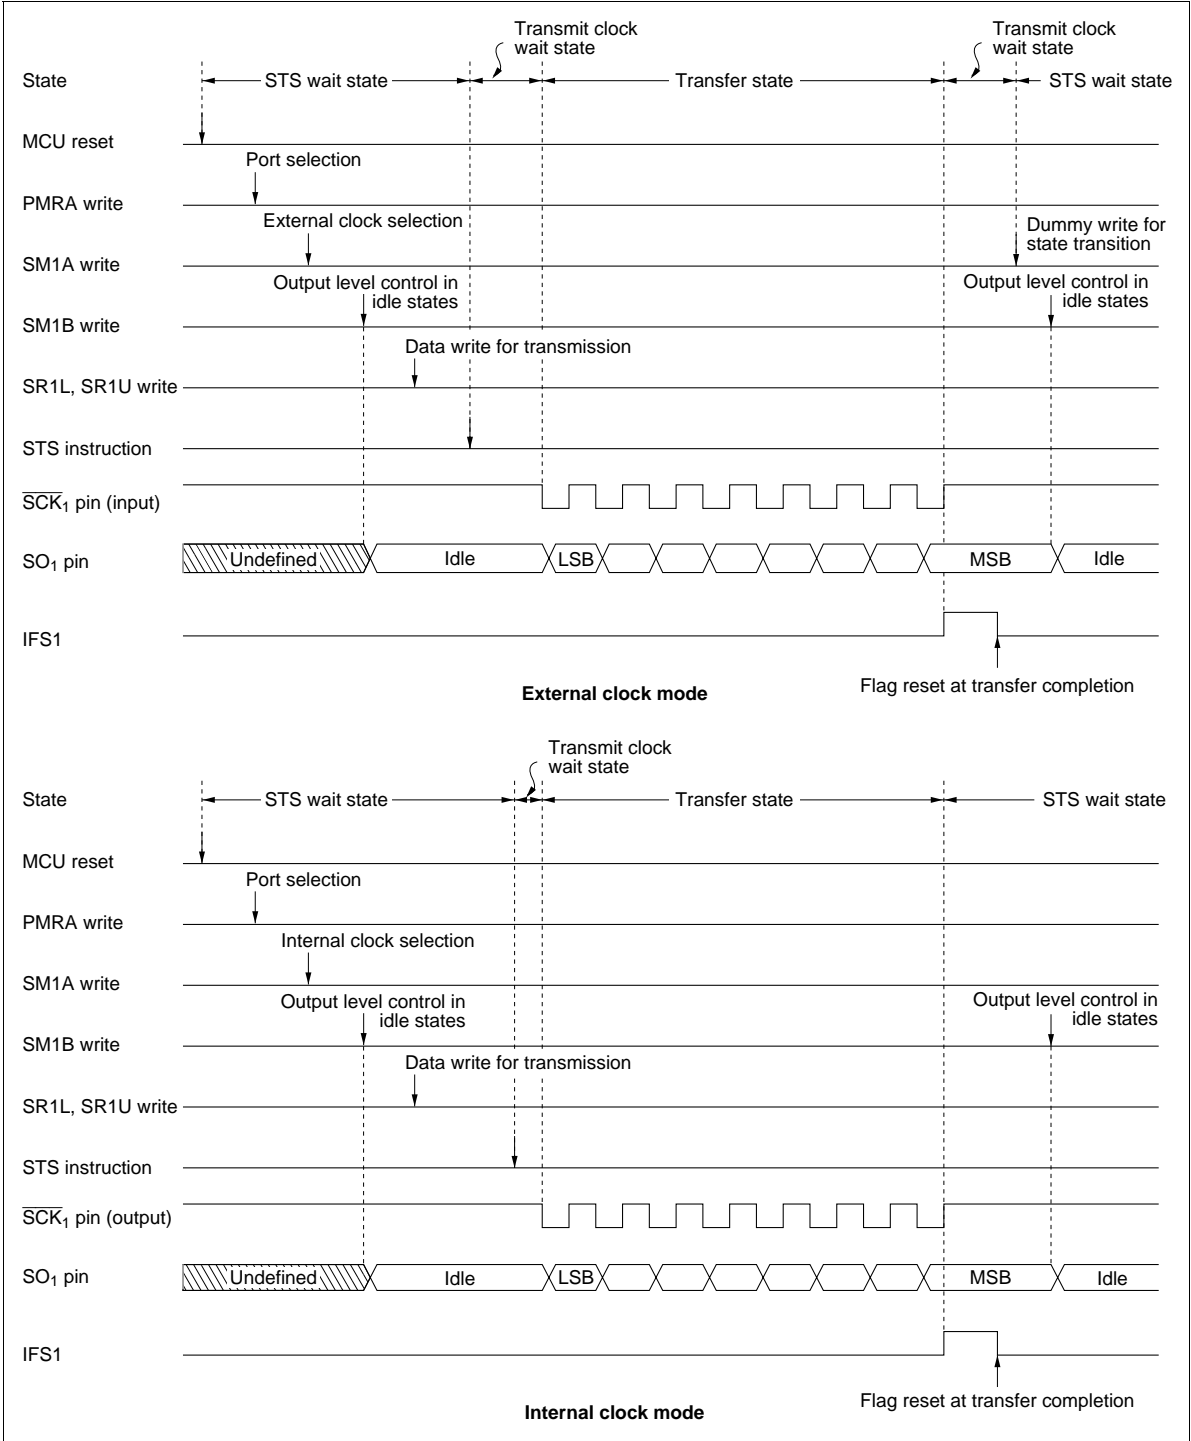 Transmit clock
wait state
Transmit clock
wait state
State
STS wait state
Transfer state
STS wait state
MCU reset
Port selection
PMRA write
External clock selection
Dummy write for
state transition
SM1A write
Output level control in
idle states
Output level control in
idle states
SM1B write
Data write for transmission
SR1L, SR1U write
STS instruction
SCK1 pin (input)
SO1 pin
Undefined
Idle
LSB
MSB
Idle
IFS1
Flag reset at transfer completion
External clock mode
Transmit clock
wait state
State
STS wait state
Transfer state
STS wait state
MCU reset
Port selection
PMRA write
Internal clock selection
SM1A write
Output level control in
idle states
Output level control in
idle states
SM1B write
Data write for transmission
SR1L, SR1U write
STS instruction
SCK1 pin (output)
SO1 pin
Undefined
Idle
LSB
MSB
Idle
IFS1
Flag reset at transfer completion
Internal clock mode